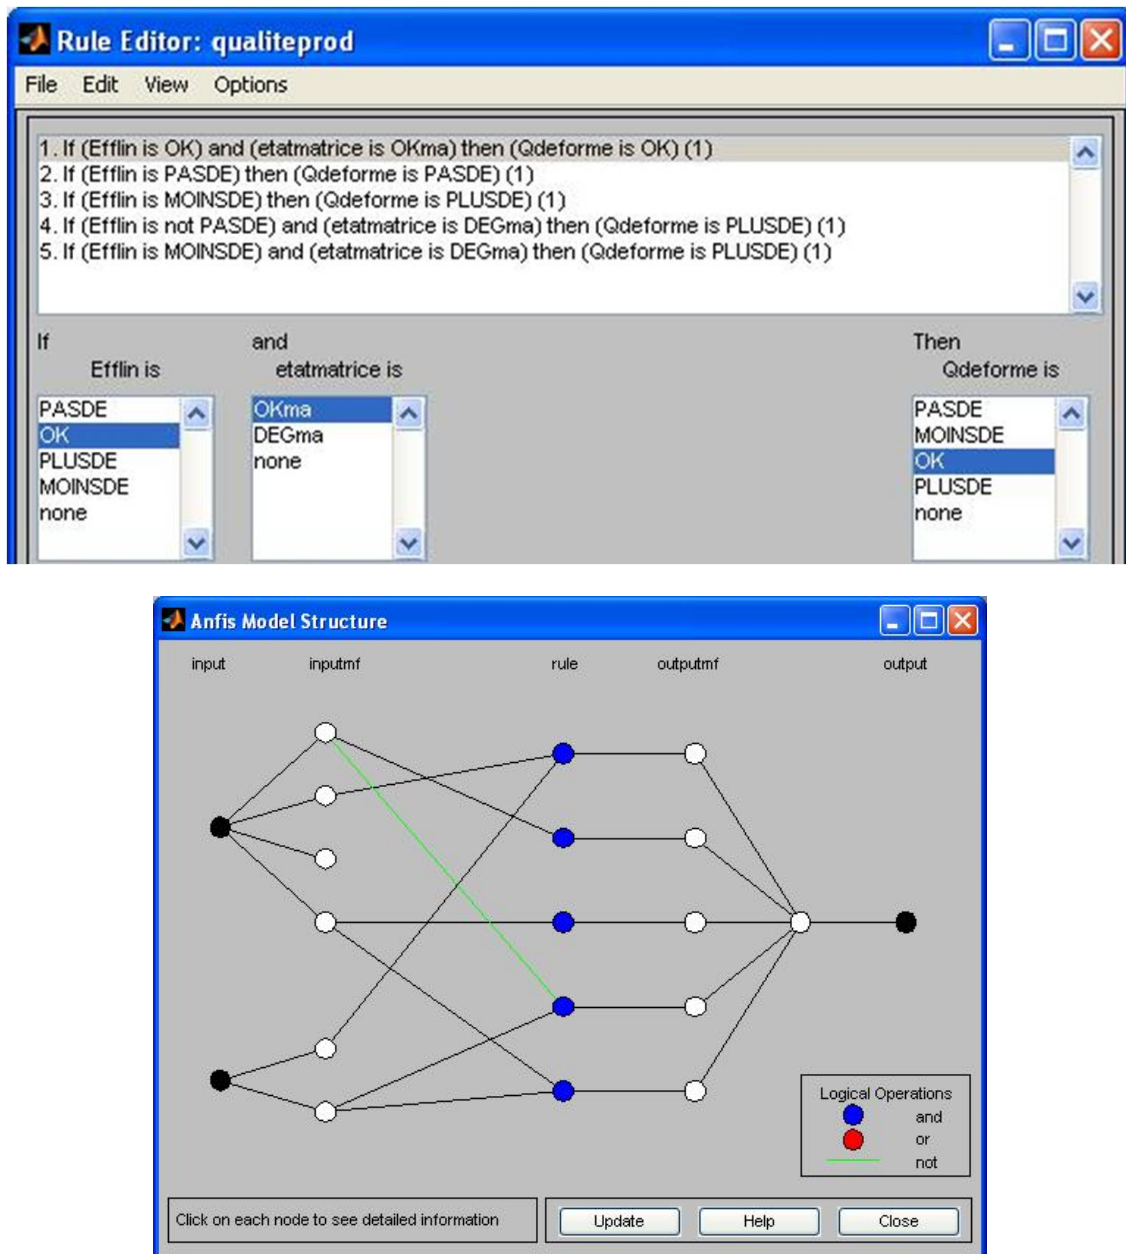 Rule Editor: qualiteprod
File Edit View Options
1. If (Efflin is OK) and (etatmatrice is OKma) then (Qdeforme is OK) (1)
2. If (Efflin is PASDE) then (Qdeforme is PASDE) (1)
3. If (Efflin is MOINSDE) then (Qdeforme is PLUSDE) (1)
4. If (Efflin is not PASDE) and (etatmatrice is DEGma) then (Qdeforme is PLUSDE) (1)
5. If (Efflin is MOINSDE) and (etatmatrice is DEGma) then (Qdeforme is PLUSDE) (1)
If and Then
Efflin is etatmatrice is Qdeforme is
PASDE OKma PASDE
OK DEGma MOINSDE
PLUSDE none OK
MOINSDE PLUSDE
none none
Anfis Model Structure
input inputmf rule outputmf output
Logical Operations
and
or
not
Click on each node to see detailed information Update Help Close